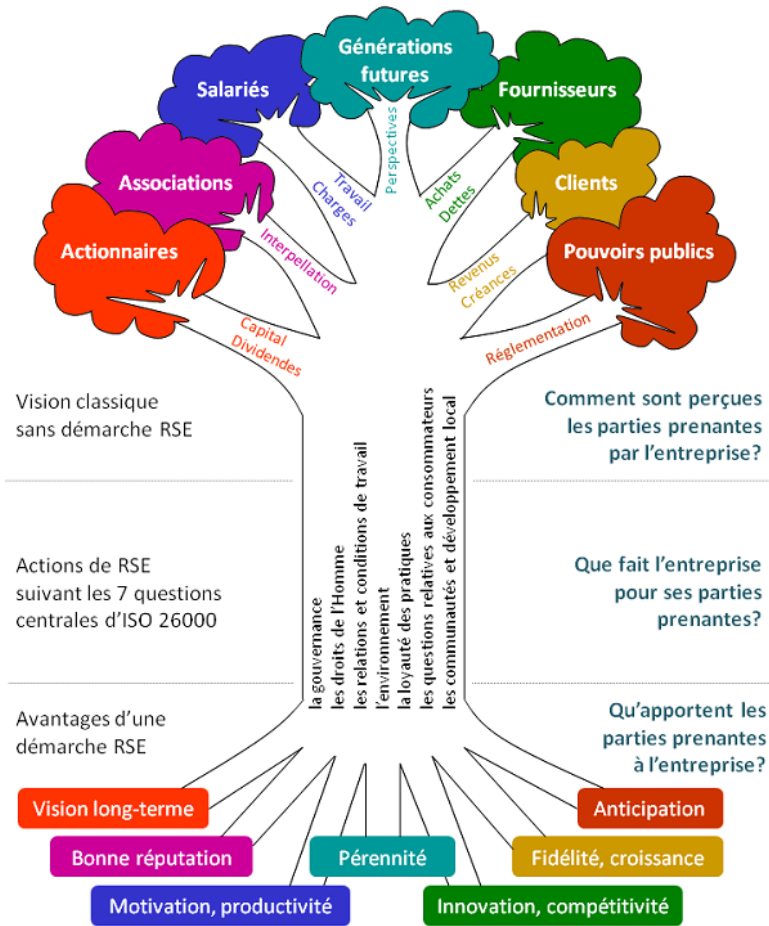 Générations
futures
Salariés
Fournisseurs
Associations
Clients
Actionnaires
Pouvoirs publics
Capital
Dividendes
Interpellation
Travail
Charges
Perspectives
Achats
Dettes
Revenus
Créances
Réglementation
Vision classique
sans démarche RSE
Comment sont perçues
les parties prenantes
par l’entreprise?
Actions de RSE
suivant les 7 questions
centrales d’ISO 26000
la gouvernance
les droits de l’Homme
les relations et conditions de travail
l’environnement
la loyauté des pratiques
les questions relatives aux consommateurs
les communautés et développement local
Que fait l’entreprise
pour ses parties
prenantes?
Avantages d’une
démarche RSE
Qu’apportent les
parties prenantes
à l’entreprise?
Vision long-terme
Anticipation
Bonne réputation
Pérennité
Fidélité, croissance
Motivation, productivité
Innovation, compétitivité